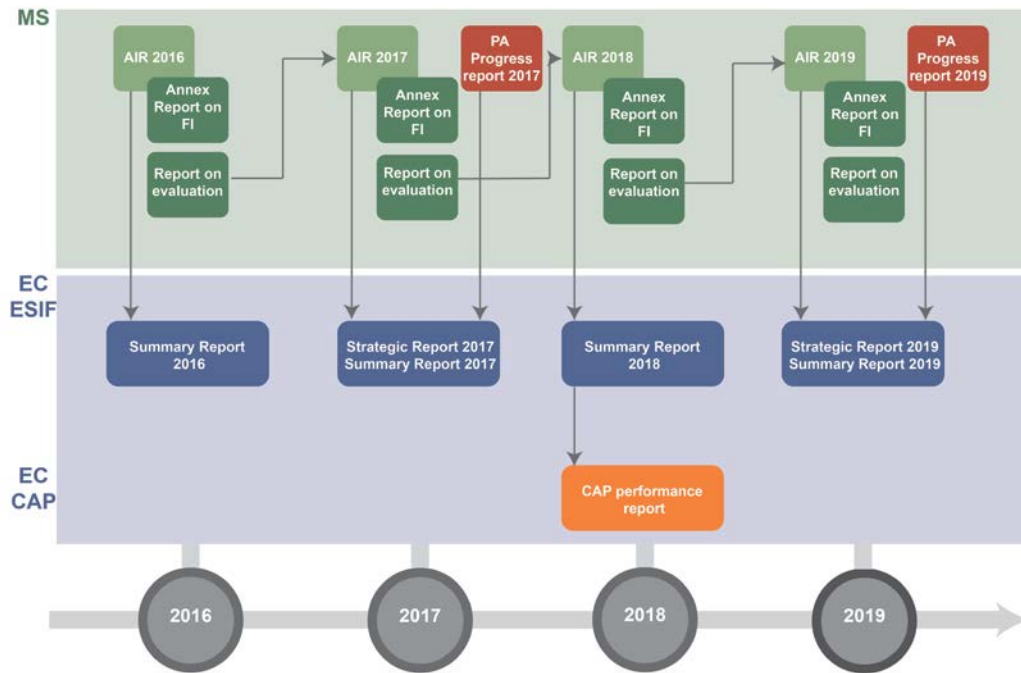 MS
AIR 2016
Annex
Report on
FI
Report on
evaluation
AIR 2017
Annex
Report on
FI
Report on
evaluation
PA
Progress
report 2017
AIR 2018
Annex
Report on
FI
Report on
evaluation
AIR 2019
Annex
Report on
FI
Report on
evaluation
PA
Progress
report 2019
EC
ESIF
Summary Report
2016
Strategic Report 2017
Summary Report 2017
Summary Report
2018
Strategic Report 2019
Summary Report 2019
EC
CAP
CAP performance
report
2016
2017
2018
2019